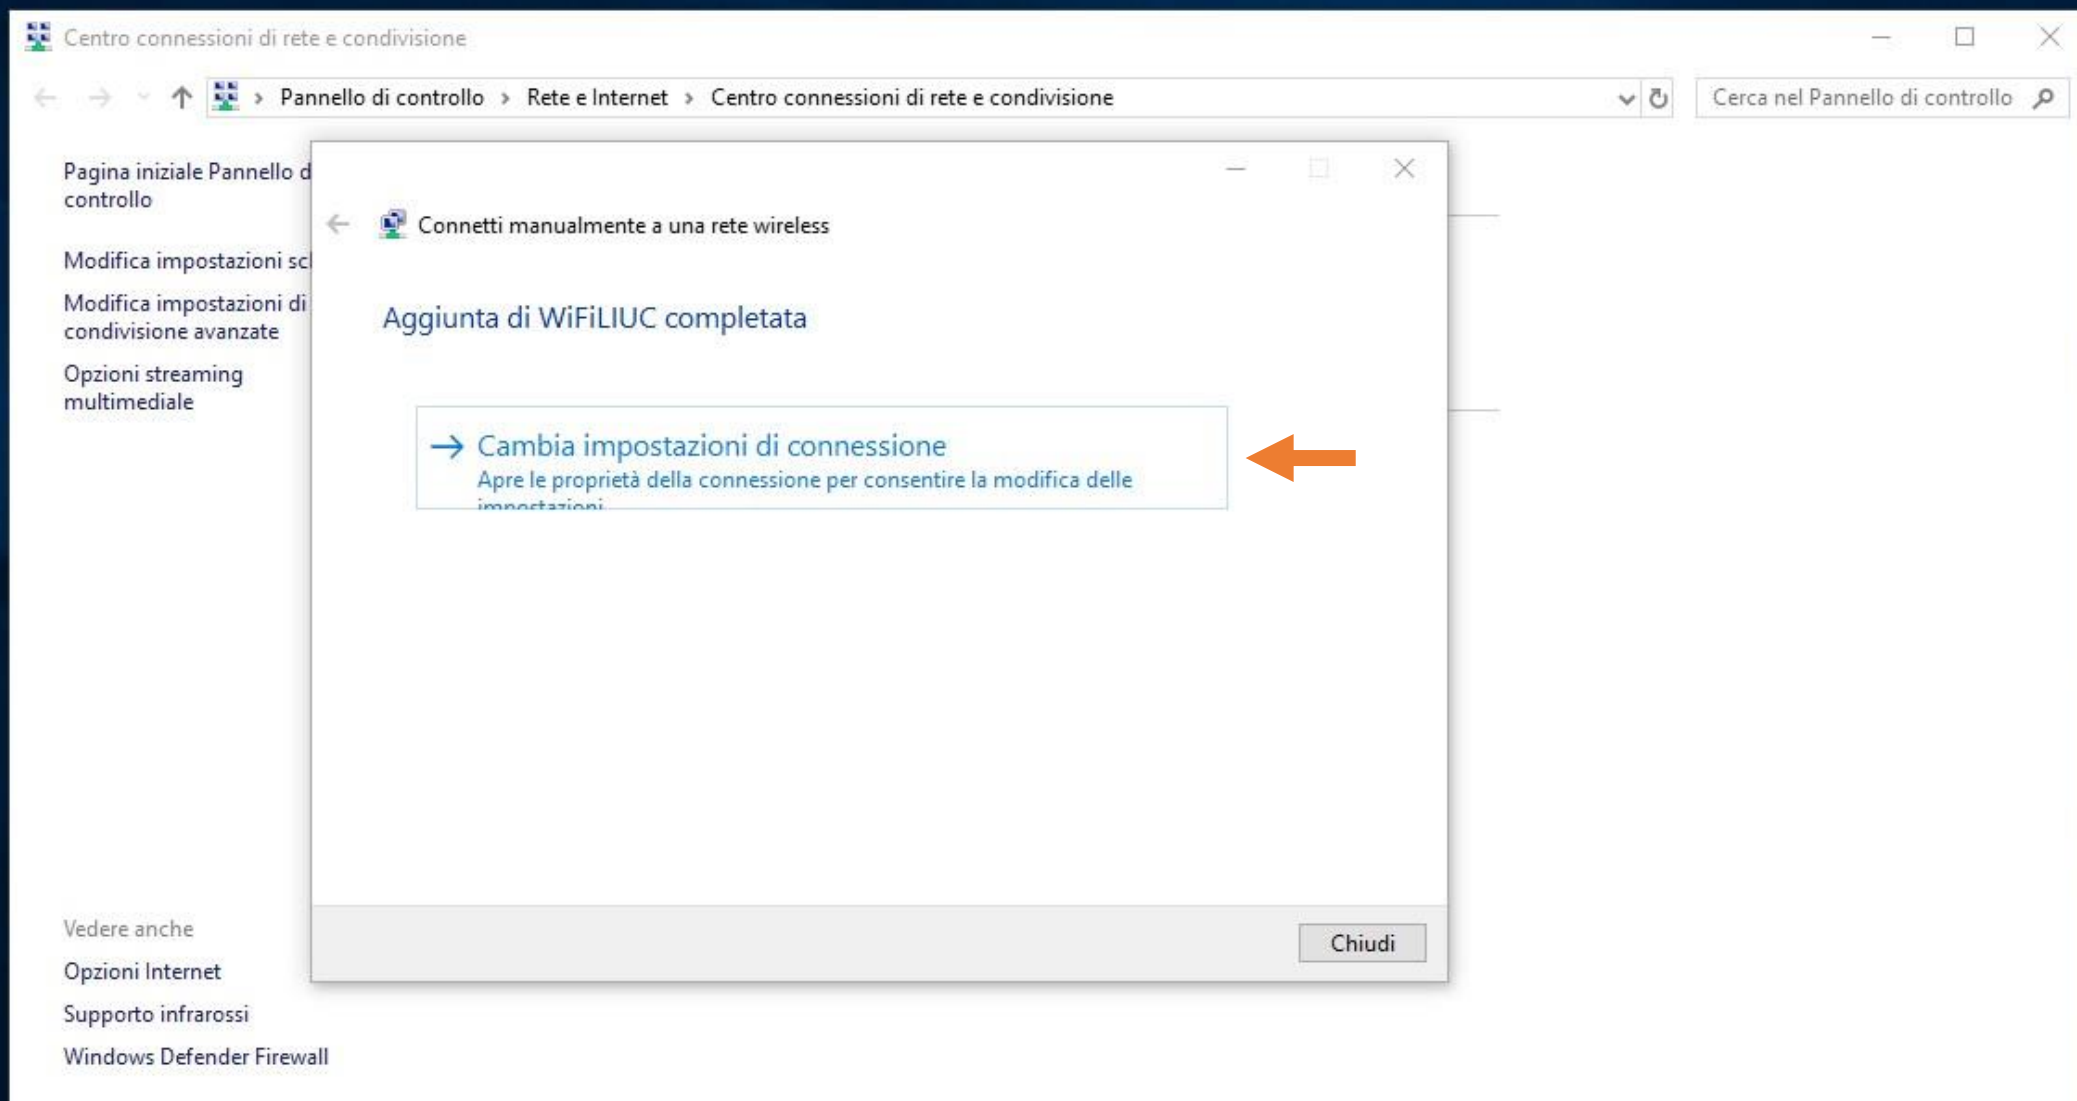 Centro connessioni di rete e condivisione
Pannello di controllo > Rete e Internet > Centro connessioni di rete e condivisione
Cerca nel Pannello di controllo
Pagina iniziale Pannello d
controllo
Modifica impostazioni scl
Modifica impostazioni di
condivisione avanzate
Opzioni streaming
multimediale
Connetti manualmente a una rete wireless
Aggiunta di WiFiLIUC completata
Cambia impostazioni di connessione
Apre le proprietà della connessione per consentire la modifica delle
impostazioni.
Chiudi
Vedere anche
Opzioni Internet
Supporto infrarossi
Windows Defender Firewall